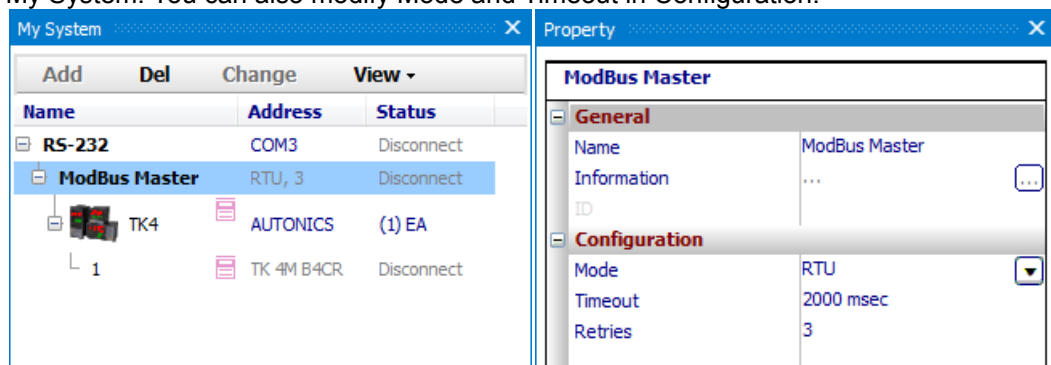 My System. You can also modify Mode and Timeout in Configuration.
My System
Add Del Change View
Name Address Status
RS-232 COM3 Disconnect
ModBus Master RTU, 3 Disconnect
TK4 AUTONICS (1) EA
1 TK 4M B4CR Disconnect
Property
ModBus Master
General
Name ModBus Master
Information ... ...
ID
Configuration
Mode RTU
Timeout 2000 msec
Retries 3